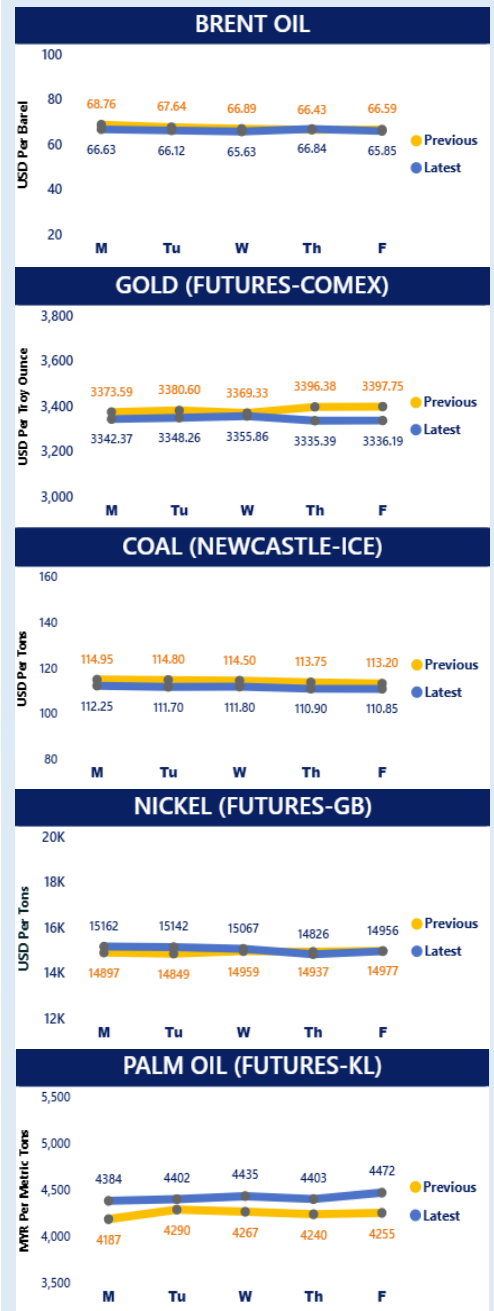 BRENT OIL
100
80
60
40
20
USD Per Barel
68.76 67.64 66.89 66.43 66.59
66.63 66.12 65.63 66.84 65.85
Previous
Latest
M Tu W Th F
GOLD (FUTURES-COMEX)
3,800
3,600
3,400
3,200
3,000
USD Per Troy Ounce
3373.59 3380.60 3369.33 3396.38 3397.75
3342.37 3348.26 3355.86 3335.39 3336.19
Previous
Latest
M Tu W Th F
COAL (NEWCASTLE-ICE)
160
140
120
100
80
USD Per Tons
114.95 114.80 114.50 113.75 113.20
112.25 111.70 111.80 110.90 110.85
Previous
Latest
M Tu W Th F
NICKEL (FUTURES-GB)
20K
18K
16K
14K
12K
USD Per Tons
15162 15142 15067 14826 14956
14897 14849 14959 14937 14977
Previous
Latest
M Tu W Th F
PALM OIL (FUTURES-KL)
5,500
5,000
4,500
4,000
3,500
MYR Per Metric Tons
4384 4402 4435 4403 4472
4187 4290 4267 4240 4255
Previous
Latest
M Tu W Th F